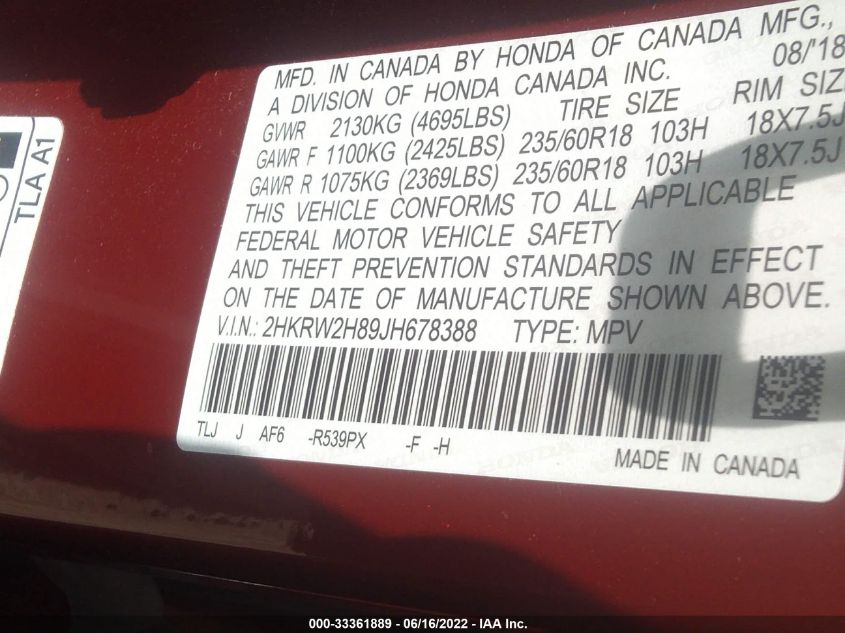 MFD. IN CANADA BY HONDA OF CANADA MFG.,
A DIVISION OF HONDA CANADA INC. 08/'18
GVWR 2130KG (4695LBS) TIRE SIZE RIM SIZE
GAWR F 1100KG (2425LBS) 235/60R18 103H 18X7.5J
GAWR R 1075KG (2369LBS) 235/60R18 103H 18X7.5J
THIS VEHICLE CONFORMS TO ALL APPLICABLE
FEDERAL MOTOR VEHICLE SAFETY
AND THEFT PREVENTION STANDARDS IN EFFECT
ON THE DATE OF MANUFACTURE SHOWN ABOVE.
V.I.N.: 2HKRW2H89JH678388 TYPE: MPV
TLJ J AF6 -R539PX -F -H
MADE IN CANADA
TLA A1
000-33361889 - 06/16/2022 - IAA Inc.